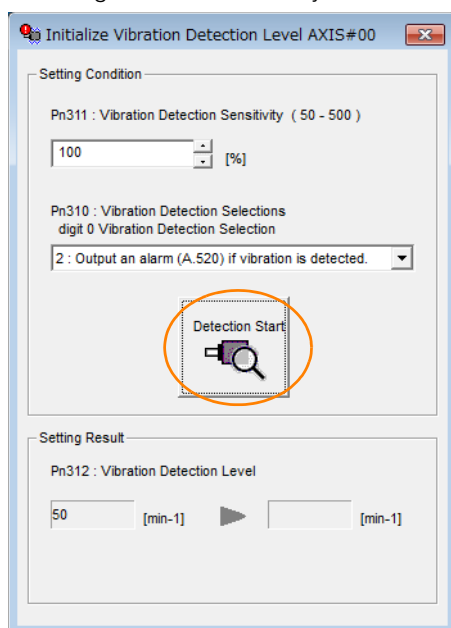 Initialize Vibration Detection Level AXIS#00
Setting Condition
Pn311 : Vibration Detection Sensitivity ( 50 - 500 )
100
[%]
Pn310 : Vibration Detection Selections
digit 0 Vibration Detection Selection
2 : Output an alarm (A.520) if vibration is detected.
Detection Start
Setting Result
Pn312 : Vibration Detection Level
50 [min-1] [min-1]